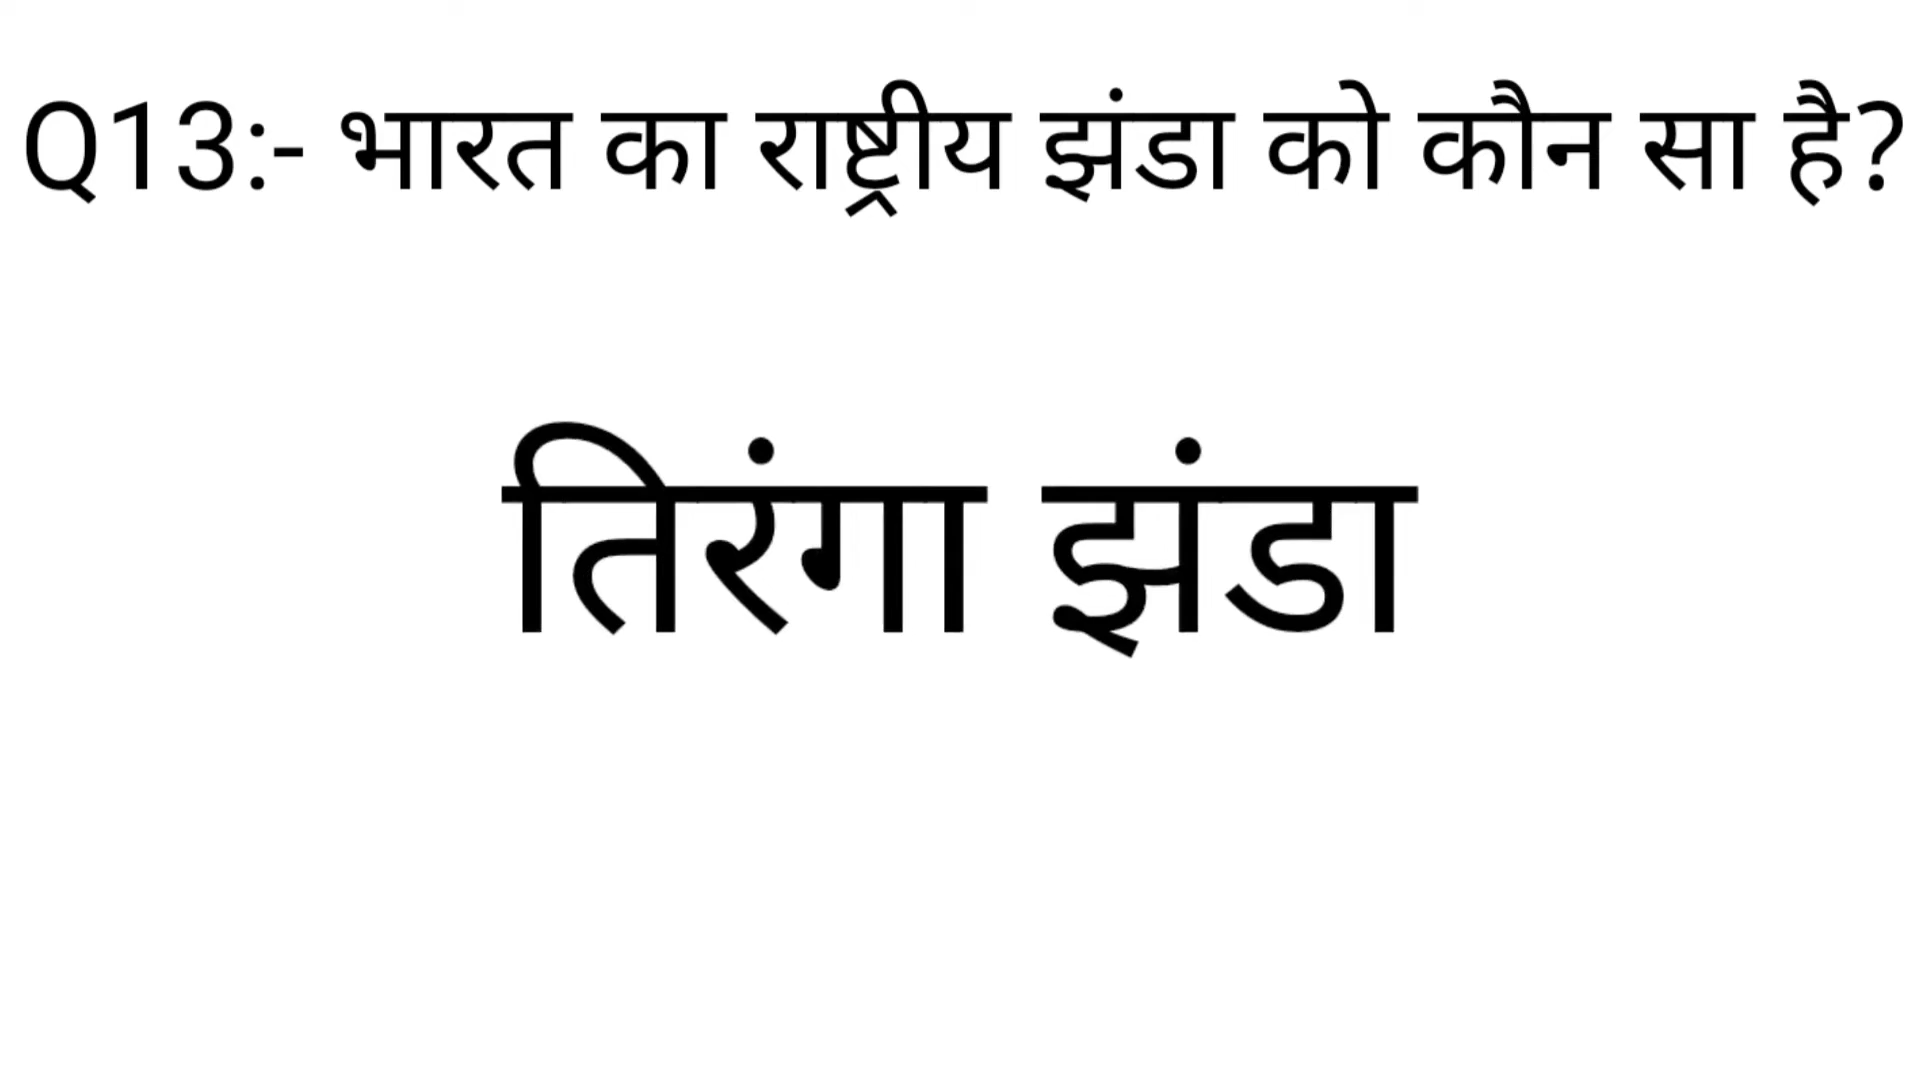 Q13:- भारत का राष्ट्रीय झंडा को कौन सा है?
तिरंगा झंडा